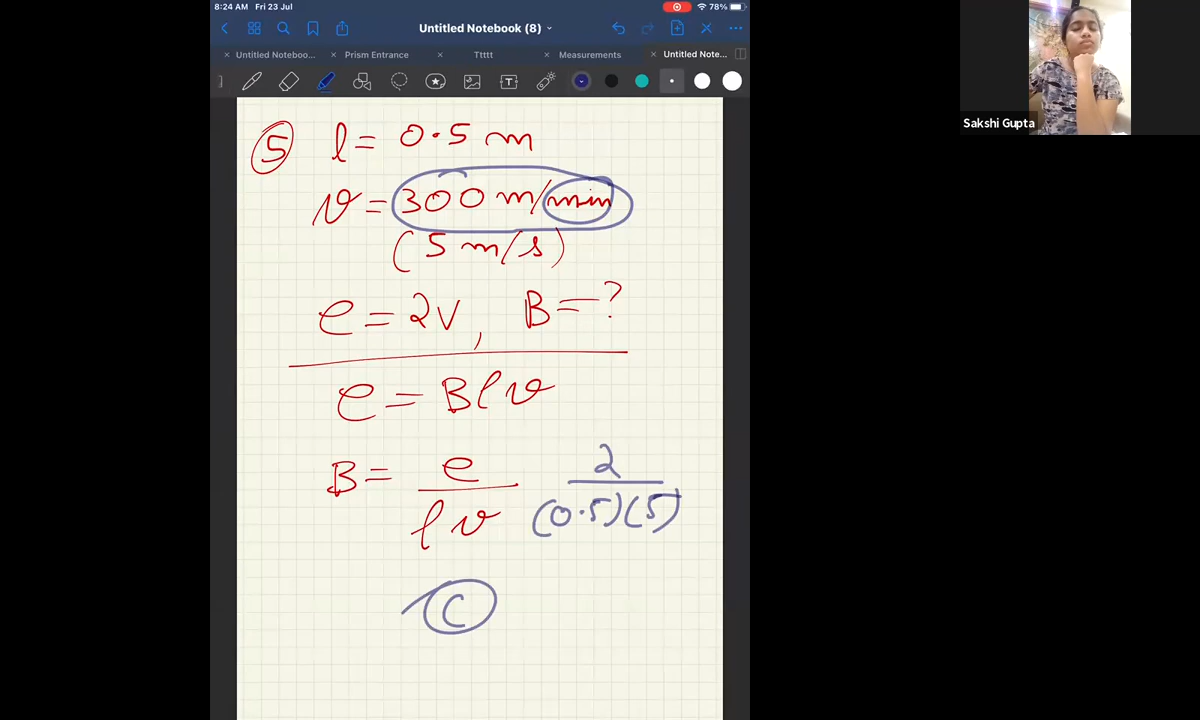 8:24 AM Fri 23 Jul
78%
Untitled Notebook (8)
Untitled Noteboo...
Prism Entrance
Ttttt
Measurements
Untitled Note...
Sakshi Gupta
5 l = 0.5 m
v = 300 m/min
(5 m/s)
e = 2V, B = ?
e = Blv
B = e / lv 2 / (0.5)(5)
C